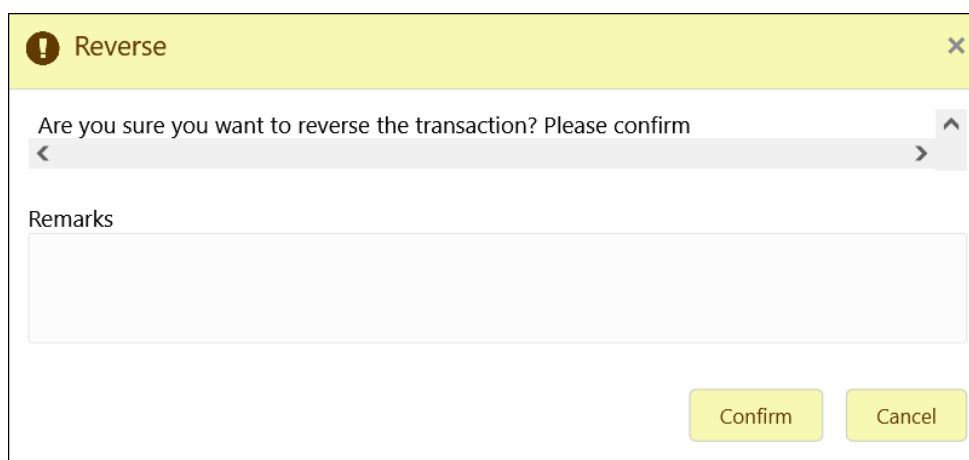 Reverse
Are you sure you want to reverse the transaction? Please confirm
Remarks
Confirm
Cancel